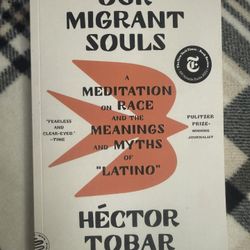 OUR
MIGRANT
SOULS
A
MEDITATION
ON RACE
AND THE
MEANINGS
AND MYTHS
OF
"LATINO"
"FEARLESS
AND
CLEAR-EYED."
—TIME
PULITZER
PRIZE–
WINNING
JOURNALIST
HÉCTOR
TOBAR